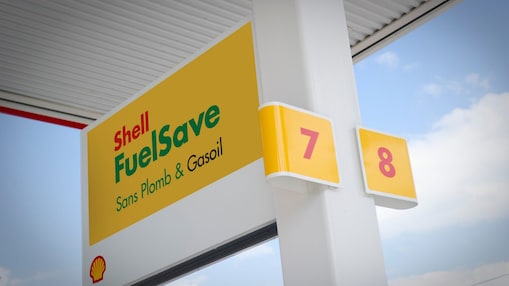 Shell
FuelSave
Sans Plomb & Gasoil
7
8